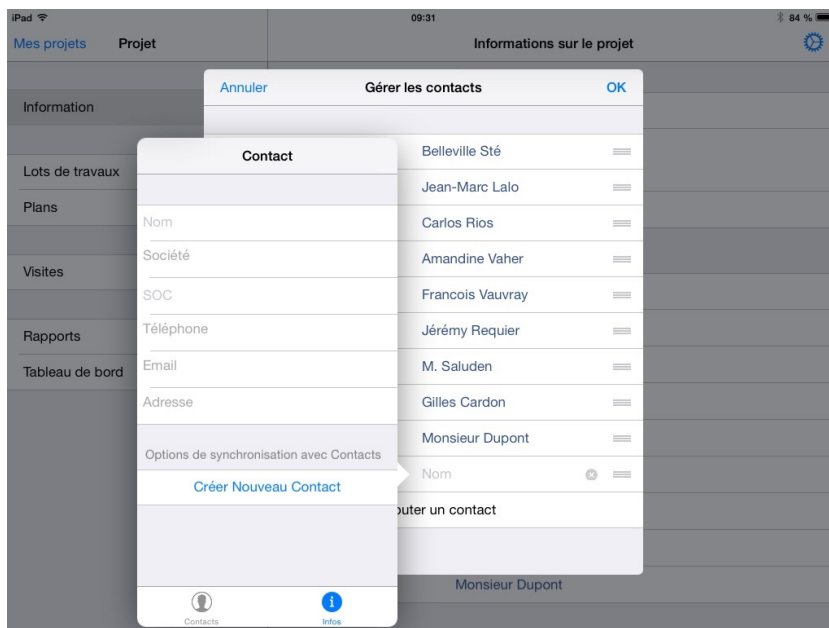 iPad 09:31 84 %
Mes projets Projet Informations sur le projet
Annuler Gérer les contacts OK
Information
Lots de travaux
Plans
Visites
Rapports
Tableau de bord
Contact
Nom
Société
SOC
Téléphone
Email
Adresse
Options de synchronisation avec Contacts
Créer Nouveau Contact
Contacts Infos
Belleville Sté
Jean-Marc Lalo
Carlos Rios
Amandine Vaher
Francois Vauvray
Jérémy Requier
M. Saluden
Gilles Cardon
Monsieur Dupont
Nom
outer un contact
Monsieur Dupont